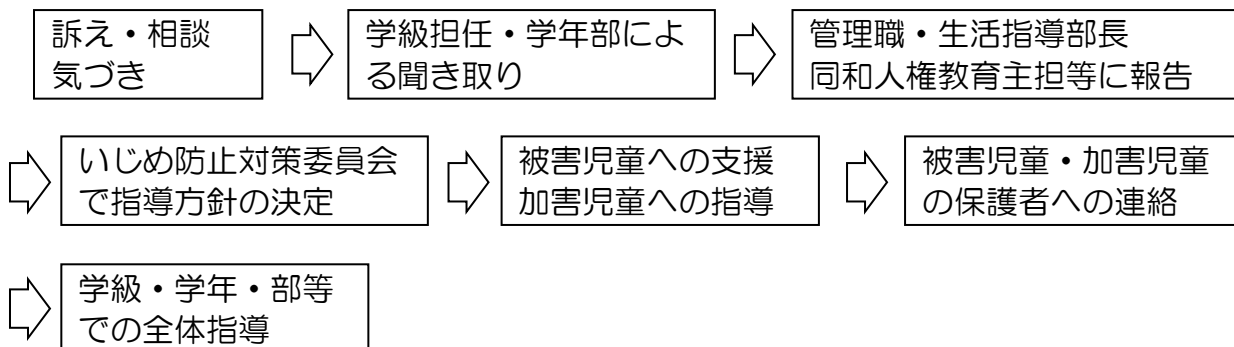 訴え・相談
気づき
学級担任・学年部によ
る聞き取り
管理職・生活指導部長
同和人権教育主担等に報告
いじめ防止対策委員会
で指導方針の決定
被害児童への支援
加害児童への指導
被害児童・加害児童
の保護者への連絡
学級・学年・部等
での全体指導